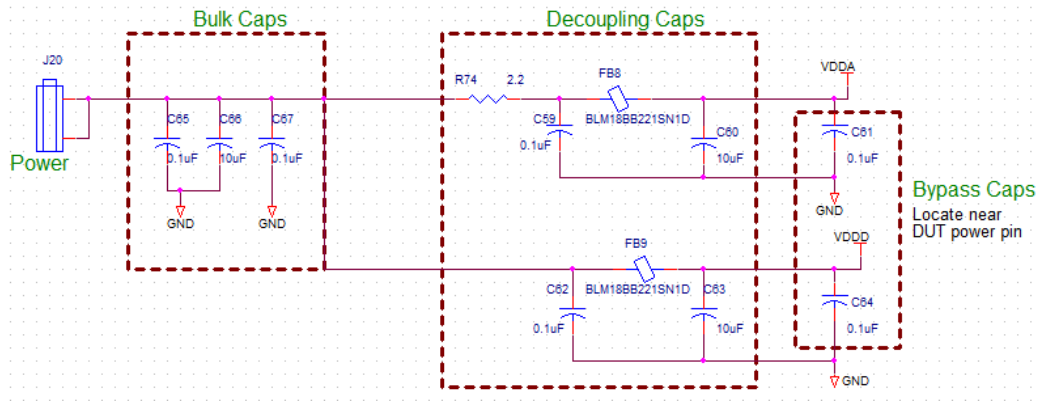 Bulk Caps
Decoupling Caps
J20
R74 2.2
FB8
VDDA
C65
C66
C67
C59
BLM18BB221SN1D
C60
C61
0.1uF
10uF
0.1uF
0.1uF
10uF
0.1uF
Power
Bypass Caps
GND
GND
GND
Locate near
DUT power pin
FB9
VDDD
C62
BLM18BB221SN1D
C63
C64
0.1uF
10uF
0.1uF
GND